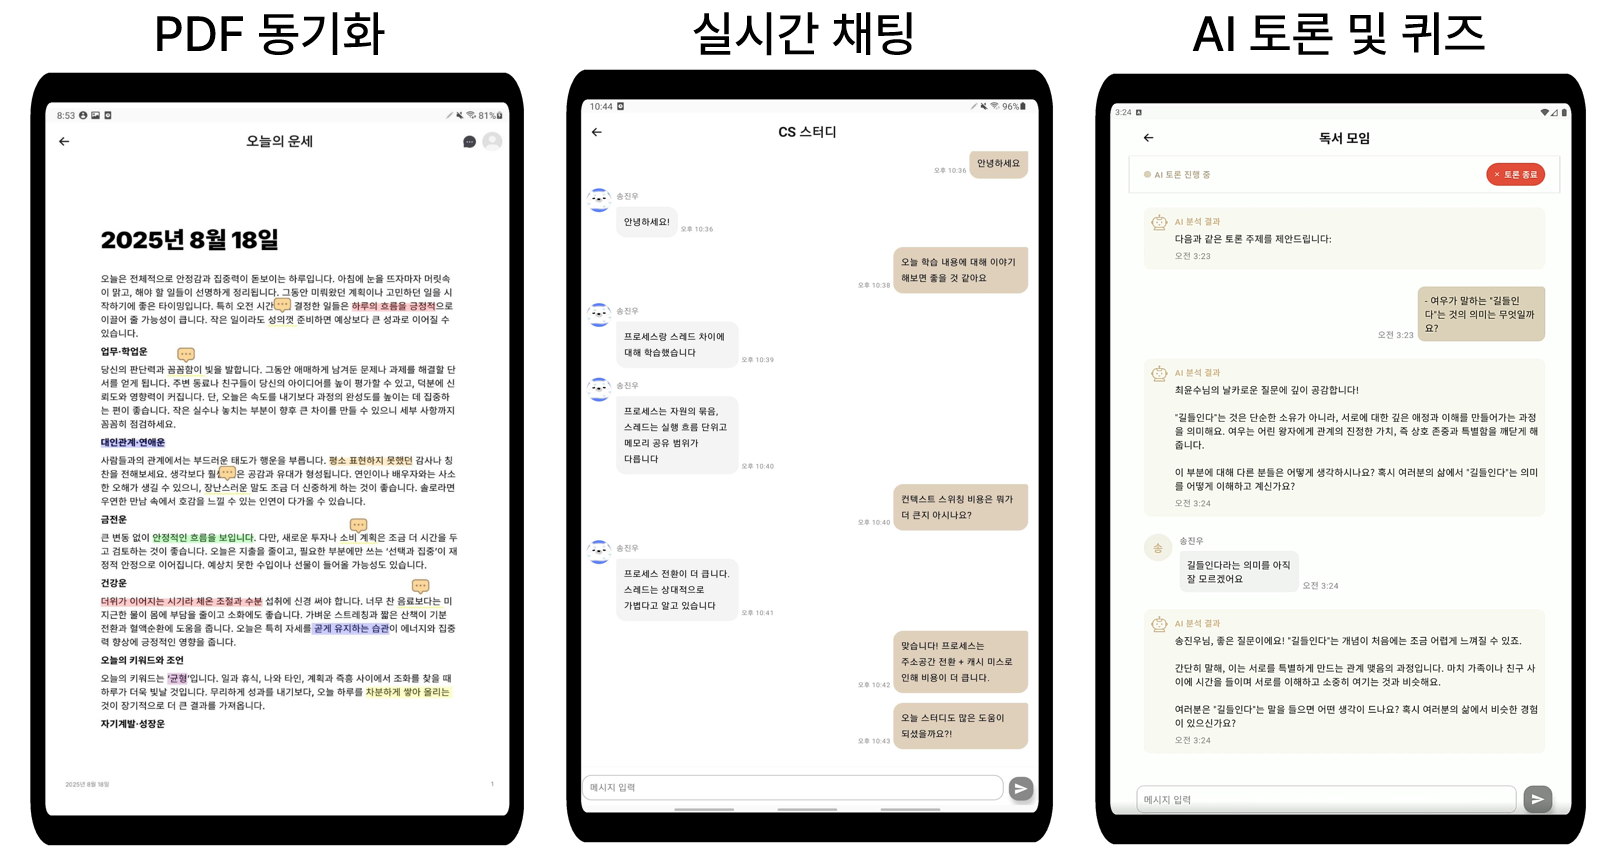 PDF 동기화
8:53
81%
오늘의 운세
2025년 8월 18일
오늘은 전체적으로 안정감과 집중력이 돋보이는 하루입니다. 아침에 눈을 뜨자마자 머릿속
이 맑고, 해야 할 일들이 선명하게 정리됩니다. 그동안 미뤄왔던 계획이나 고민하던 일을 시
작하기에 좋은 타이밍입니다. 특히 오전 시간 결정한 일들은 하루의 흐름을 긍정적으로
이끌어 줄 가능성이 큽니다. 작은 일이라도 성의껏 준비하면 예상보다 큰 성과로 이어질 수
있습니다.
업무·학업운
당신의 판단력과 꼼꼼함이 빛을 발합니다. 그동안 애매하게 남겨둔 문제나 과제를 해결할 단
서를 얻게 됩니다. 주변 동료나 친구들이 당신의 아이디어를 높이 평가할 수 있고, 덕분에 신
뢰도와 영향력이 커집니다. 단, 오늘은 속도를 내기보다 과정의 완성도를 높이는 데 집중하
는 편이 좋습니다. 작은 실수나 놓치는 부분이 향후 큰 차이를 만들 수 있으니 세부 사항까지
꼼꼼히 점검하세요.
대인관계·연애운
사람들과의 관계에서는 부드러운 태도가 행운을 부릅니다. 평소 표현하지 못했던 감사나 칭
찬을 전해보세요. 생각보다 훨 은 공감과 유대가 형성됩니다. 연인이나 배우자와는 사소
한 오해가 생길 수 있으니, 장난스러운 말도 조금 더 신중하게 하는 것이 좋습니다. 솔로라면
우연한 만남 속에서 호감을 느낄 수 있는 인연이 다가올 수 있습니다.
금전운
큰 변동 없이 안정적인 흐름을 보입니다. 다만, 새로운 투자나 소비 계획은 조금 더 시간을 두
고 검토하는 것이 좋습니다. 오늘은 지출을 줄이고, 필요한 부분에만 쓰는 ‘선택과 집중’이 재
정적 안정으로 이어집니다. 예상치 못한 수입이나 선물이 들어올 가능성도 있습니다.
건강운
더위가 이어지는 시기라 체온 조절과 수분 섭취에 신경 써야 합니다. 너무 찬 음료보다는 미
지근한 물이 몸에 부담을 줄이고 소화에도 좋습니다. 가벼운 스트레칭과 짧은 산책이 기분
전환과 혈액순환에 도움을 줍니다. 오늘은 특히 자세를 곧게 유지하는 습관이 에너지와 집중
력 향상에 긍정적인 영향을 줍니다.
오늘의 키워드와 조언
오늘의 키워드는 ‘균형’입니다. 일과 휴식, 나와 타인, 계획과 즉흥 사이에서 조화를 찾을 때
하루가 더욱 빛날 것입니다. 무리하게 성과를 내기보다, 오늘 하루를 차분하게 쌓아 올리는
것이 장기적으로 더 큰 결과를 가져옵니다.
자기계발·성장운
2025년 8월 18일
1
실시간 채팅
10:44
96%
CS 스터디
안녕하세요
오후 10:36
송진우
안녕하세요!
오후 10:36
오늘 학습 내용에 대해 이야기
해보면 좋을 것 같아요
오후 10:38
송진우
프로세스랑 스레드 차이에
대해 학습했습니다
오후 10:39
송진우
프로세스는 자원의 묶음,
스레드는 실행 흐름 단위고
메모리 공유 범위가
다릅니다
오후 10:40
컨텍스트 스위칭 비용은 뭐가
더 큰지 아시나요?
오후 10:40
송진우
프로세스 전환이 더 큽니다.
스레드는 상대적으로
가볍다고 알고 있습니다
오후 10:41
맞습니다! 프로세스는
주소공간 전환 + 캐시 미스로
인해 비용이 더 큽니다.
오후 10:42
오늘 스터디도 많은 도움이
되셨을까요?!
오후 10:43
메시지 입력
AI 토론 및 퀴즈
3:24
독서 모임
AI 토론 진행 중
× 토론 종료
AI 분석 결과
다음과 같은 토론 주제를 제안드립니다:
오전 3:23
- 여우가 말하는 "길들인
다"는 것의 의미는 무엇일까
요?
오전 3:23
AI 분석 결과
최윤수님의 날카로운 질문에 깊이 공감합니다!
"길들인다"는 것은 단순한 소유가 아니라, 서로에 대한 깊은 애정과 이해를 만들어가는 과정
을 의미해요. 여우는 어린 왕자에게 관계의 진정한 가치, 즉 상호 존중과 특별함을 깨닫게 해
줍니다.
이 부분에 대해 다른 분들은 어떻게 생각하시나요? 혹시 여러분의 삶에서 "길들인다"는 의미
를 어떻게 이해하고 계신가요?
오전 3:24
송
송진우
길들인다라는 의미를 아직
잘 모르겠어요
오전 3:24
AI 분석 결과
송진우님, 좋은 질문이에요! "길들인다"는 개념이 처음에는 조금 어렵게 느껴질 수 있죠.
간단히 말해, 이는 서로를 특별하게 만드는 관계 맺음의 과정입니다. 마치 가족이나 친구 사
이에 시간을 들이며 서로를 이해하고 소중히 여기는 것과 비슷해요.
여러분은 "길들인다"는 말을 들으면 어떤 생각이 드나요? 혹시 여러분의 삶에서 비슷한 경험
이 있으신가요?
오전 3:24
메시지 입력